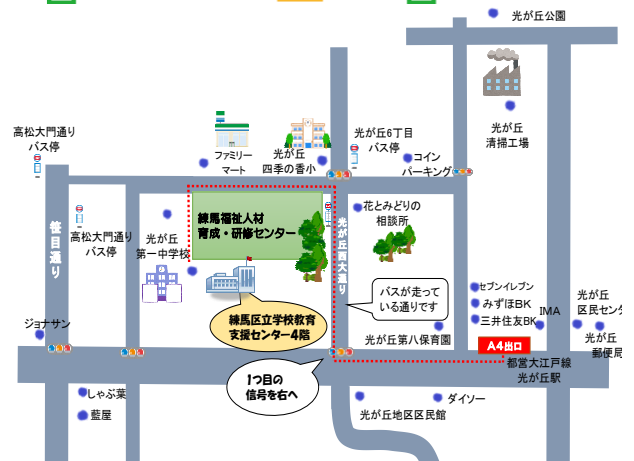 光が丘公園
光が丘
清掃工場
高松大門通り
バス停
ファミリー
マート
光が丘
四季の香小
光が丘6丁目
バス停
コイン
パーキング
笹目通り
高松大門通り
バス停
光が丘
第一中学校
練馬福祉人材
育成・研修センター
光が丘西大通り
花とみどりの
相談所
バスが走って
いる通りです
セブンイレブン
みずほBK
三井住友BK
IMA
光が丘
区民センタ
光が丘
郵便局
ジョナサン
練馬区立学校教育
支援センター4階
光が丘第八保育園
A4出口
都営大江戸線
光が丘駅
1つ目の
信号を右へ
しゃぶ葉
藍屋
光が丘地区区民館
ダイソー